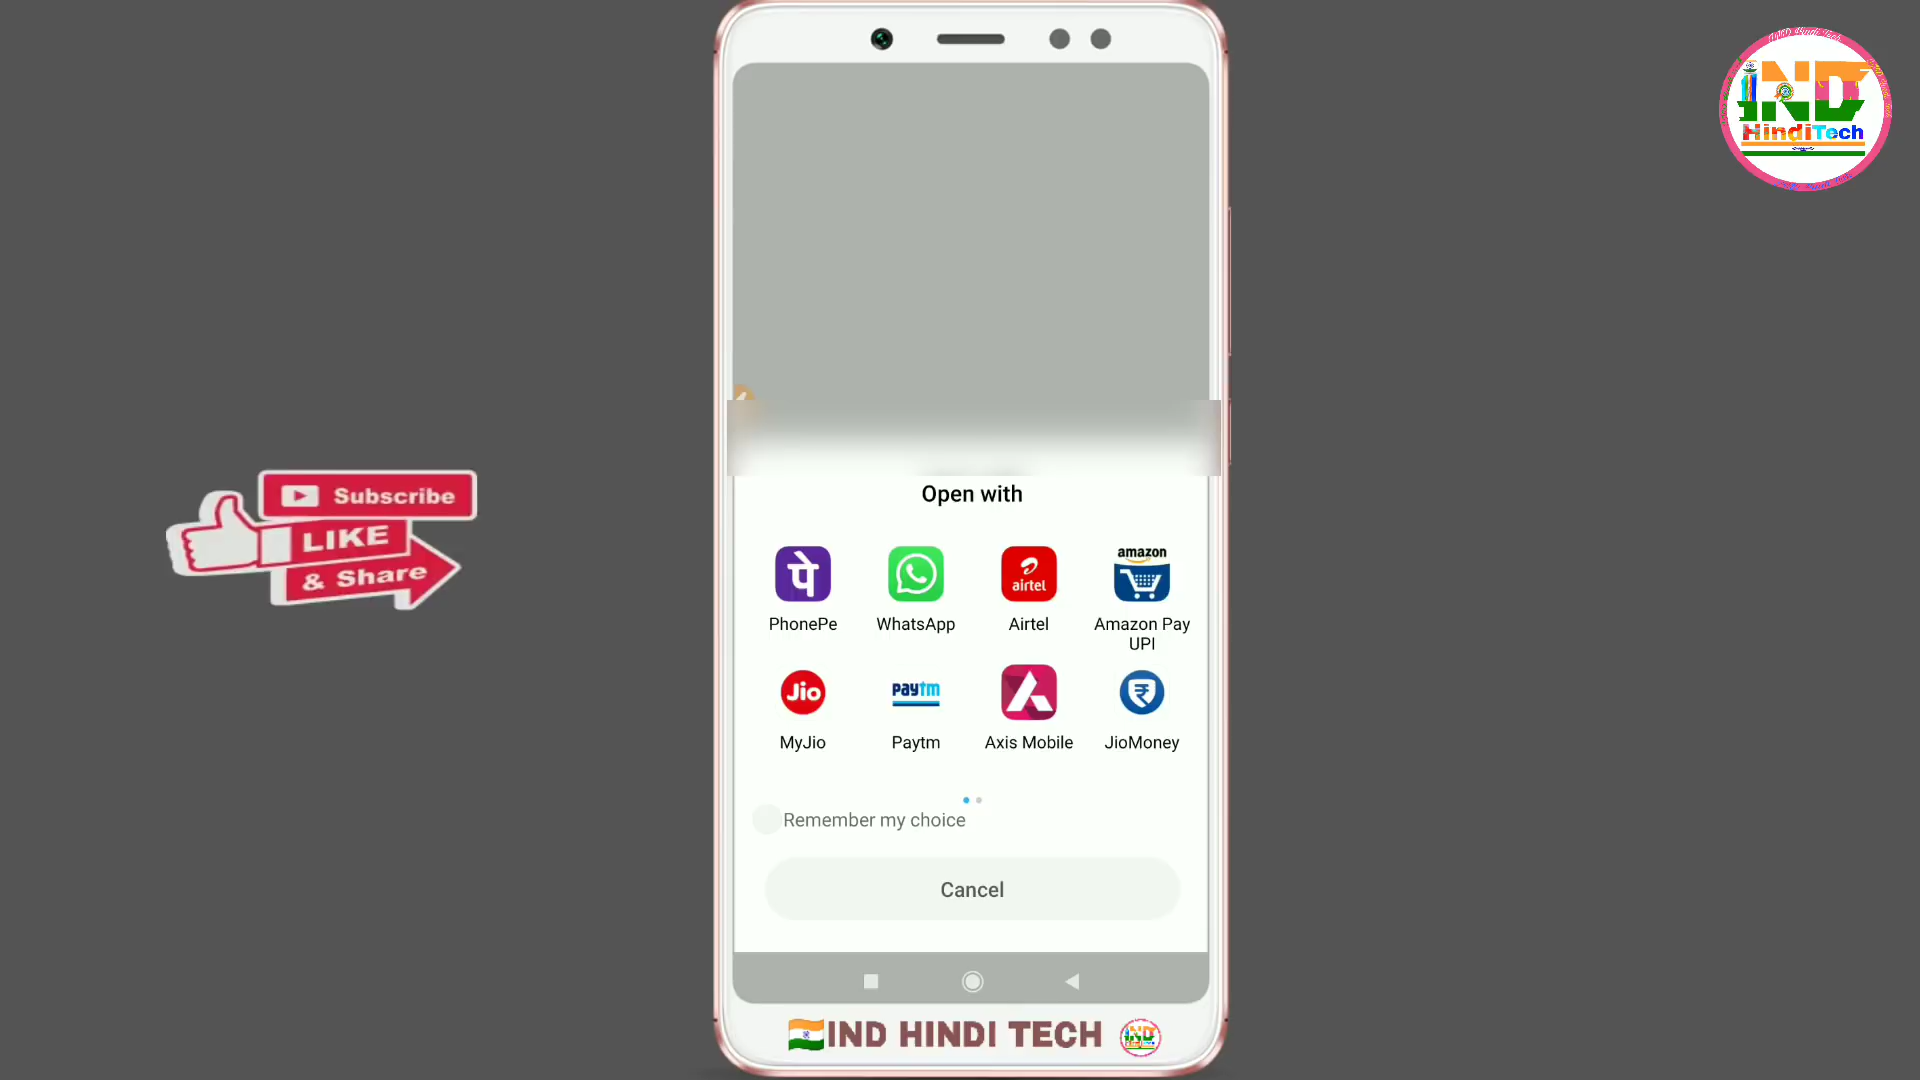 IND
HindiTech
Subscribe
LIKE
& Share
Open with
पे
airtel
amazon
PhonePe
WhatsApp
Airtel
Amazon Pay
UPI
Jio
paytm
MyJio
Paytm
Axis Mobile
JioMoney
Remember my choice
Cancel
IND HINDI TECH